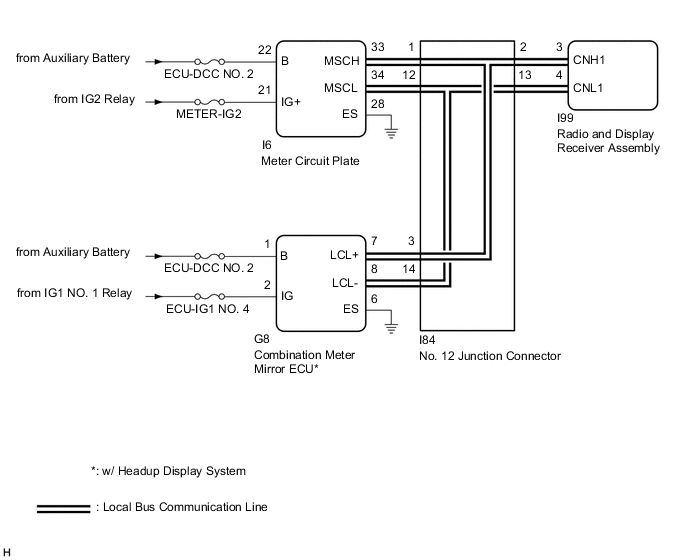 from Auxiliary Battery
ECU-DCC NO. 2
22
B
MSCH
33
1
2
3
CNH1
from IG2 Relay
METER-IG2
21
IG+
MSCL
34
12
13
4
CNL1
ES
28
I6
Meter Circuit Plate
I99
Radio and Display
Receiver Assembly
from Auxiliary Battery
ECU-DCC NO. 2
1
B
LCL+
7
3
from IG1 NO. 1 Relay
ECU-IG1 NO. 4
2
IG
LCL-
8
14
ES
6
G8
Combination Meter
Mirror ECU*
I84
No. 12 Junction Connector
*: w/ Headup Display System
: Local Bus Communication Line
H